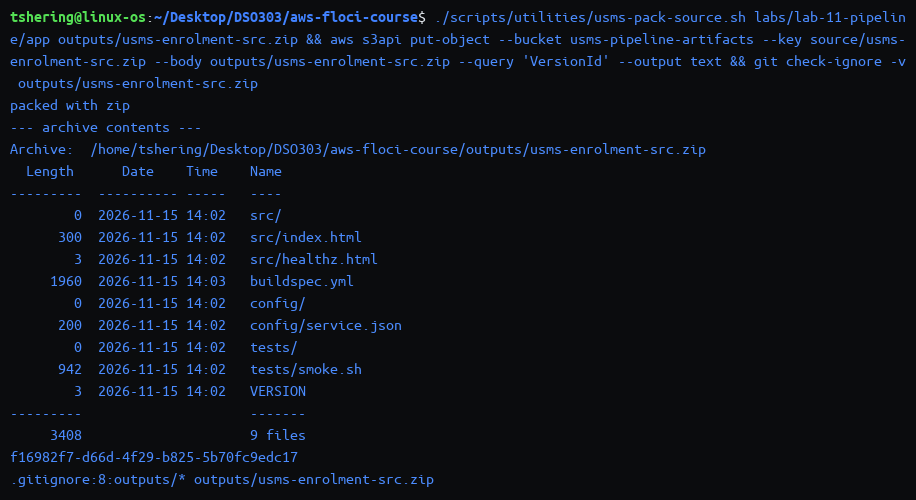 tshering@linux-os:~/Desktop/DSO303/aws-floci-course$ ./scripts/utilities/usms-pack-source.sh labs/lab-11-pipelin
e/app outputs/usms-enrolment-src.zip && aws s3api put-object --bucket usms-pipeline-artifacts --key source/usms-
enrolment-src.zip --body outputs/usms-enrolment-src.zip --query 'VersionId' --output text && git check-ignore -v
 outputs/usms-enrolment-src.zip
packed with zip
--- archive contents ---
Archive:  /home/tshering/Desktop/DSO303/aws-floci-course/outputs/usms-enrolment-src.zip
  Length      Date    Time    Name
---------  ---------- -----   ----
        0  2026-11-15 14:02   src/
      300  2026-11-15 14:02   src/index.html
        3  2026-11-15 14:02   src/healthz.html
     1960  2026-11-15 14:03   buildspec.yml
        0  2026-11-15 14:02   config/
      200  2026-11-15 14:02   config/service.json
        0  2026-11-15 14:02   tests/
      942  2026-11-15 14:02   tests/smoke.sh
        3  2026-11-15 14:02   VERSION
---------                     -------
     3408                     9 files
f16982f7-d66d-4f29-b825-5b70fc9edc17
.gitignore:8:outputs/* outputs/usms-enrolment-src.zip